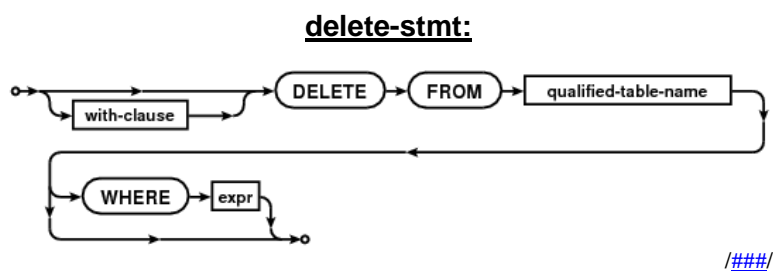 delete-stmt:
DELETE FROM qualified-table-name
with-clause
WHERE expr
/###/